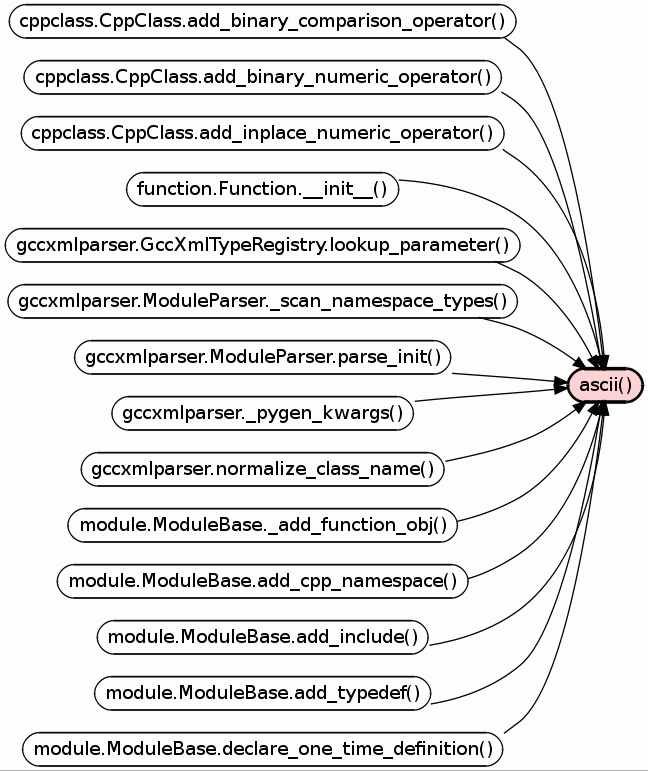 cppclass.CppClass.add_binary_comparison_operator()
cppclass.CppClass.add_binary_numeric_operator()
cppclass.CppClass.add_inplace_numeric_operator()
function.Function.__init__()
gccxmlparser.GccXmlTypeRegistry.lookup_parameter()
gccxmlparser.ModuleParser._scan_namespace_types()
gccxmlparser.ModuleParser.parse_init()
ascii()
gccxmlparser._pygen_kwargs()
gccxmlparser.normalize_class_name()
module.ModuleBase._add_function_obj()
module.ModuleBase.add_cpp_namespace()
module.ModuleBase.add_include()
module.ModuleBase.add_typedef()
module.ModuleBase.declare_one_time_definition()